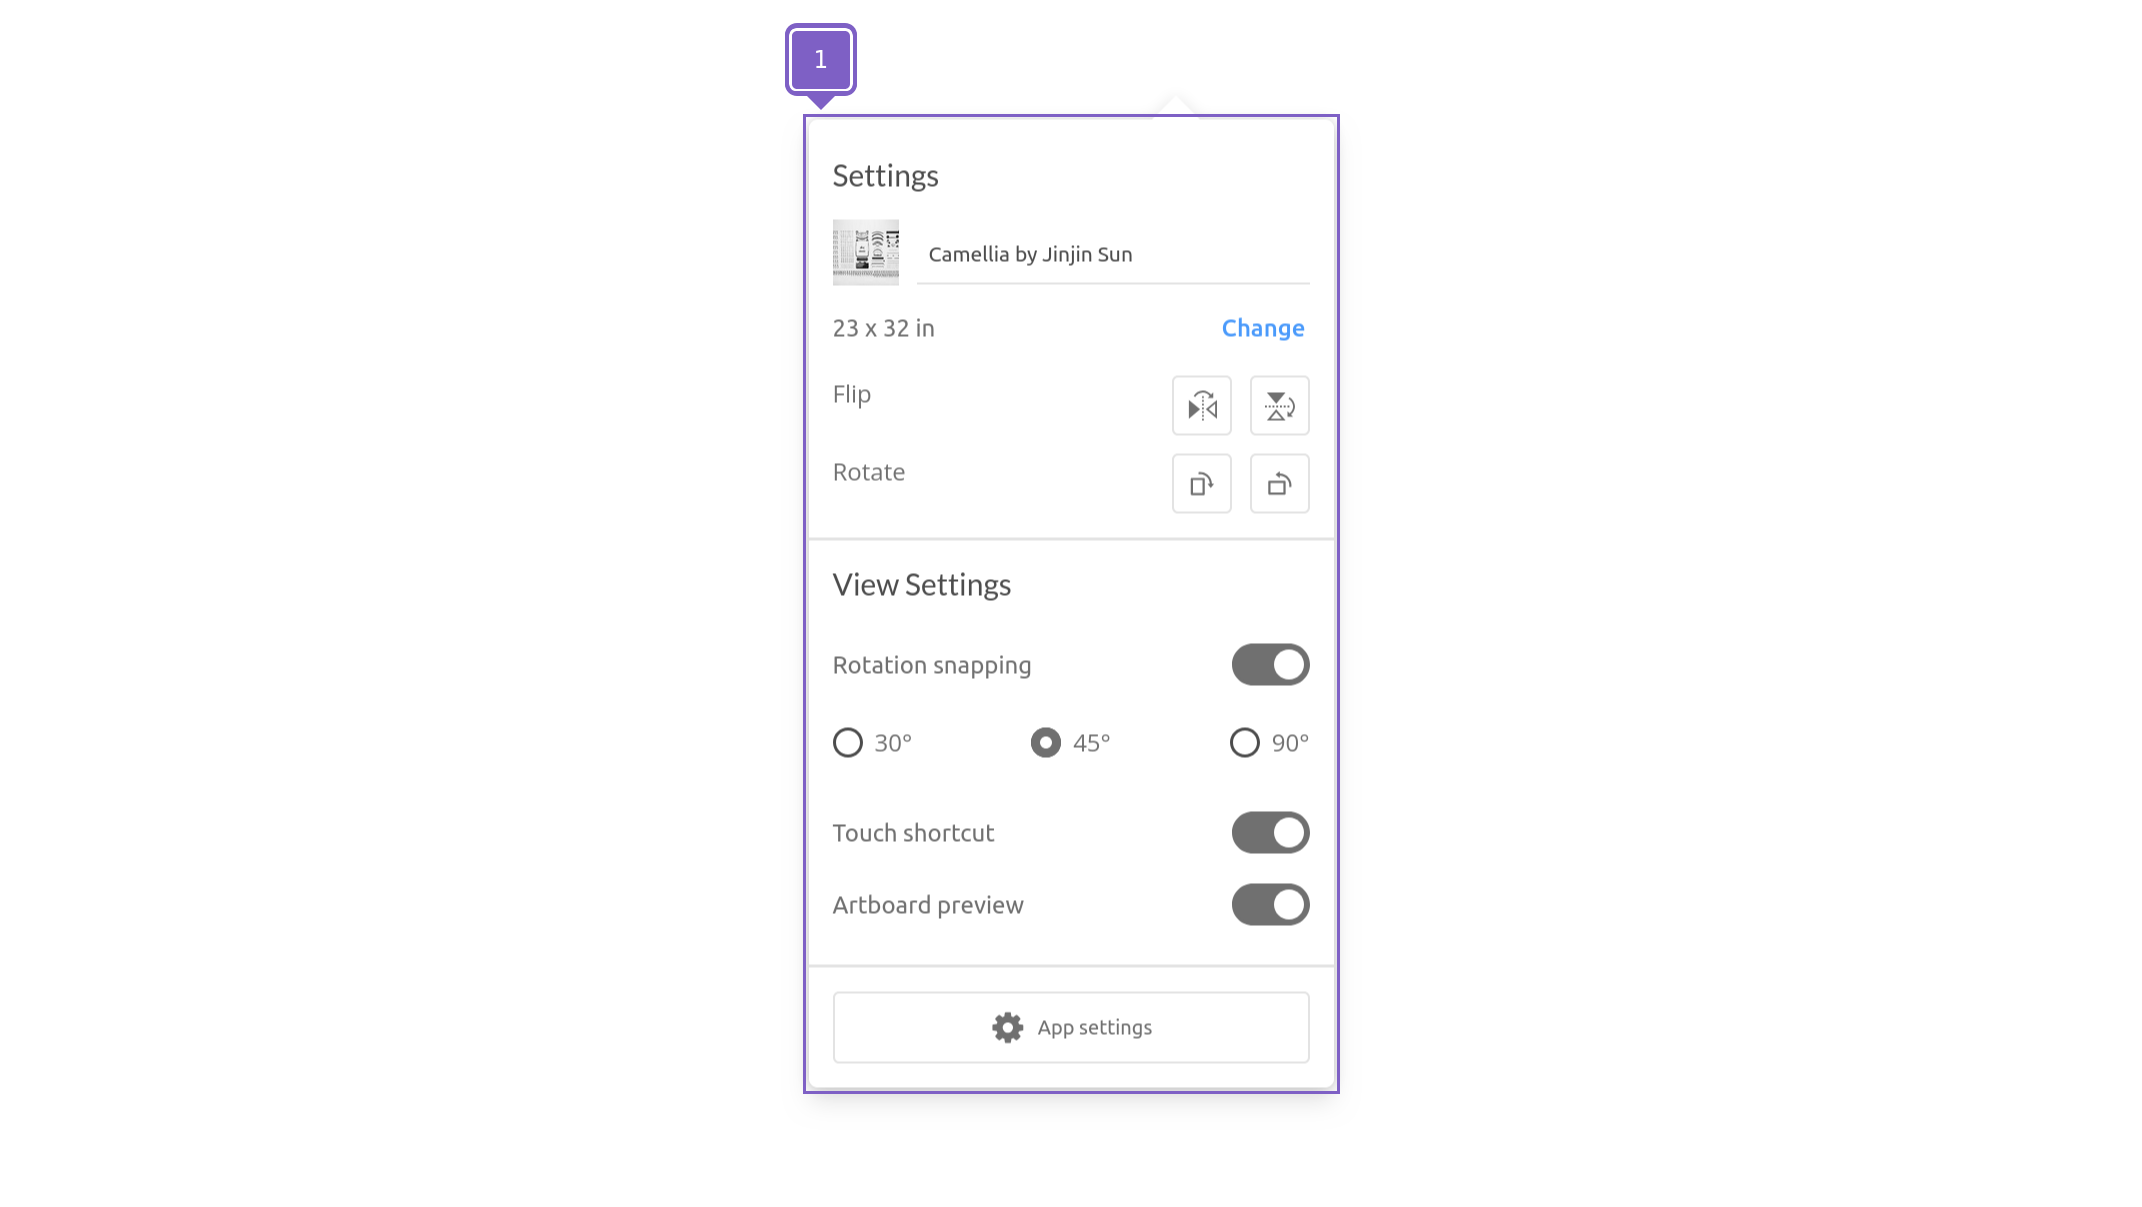 1
Settings
Camellia by Jinjin Sun
23 x 32 in Change
Flip
Rotate
View Settings
Rotation snapping
30° 45° 90°
Touch shortcut
Artboard preview
App settings